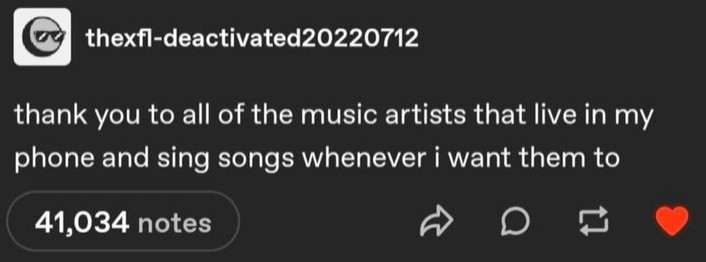 thexfl-deactivated20220712
thank you to all of the music artists that live in my
phone and sing songs whenever i want them to
41,034 notes